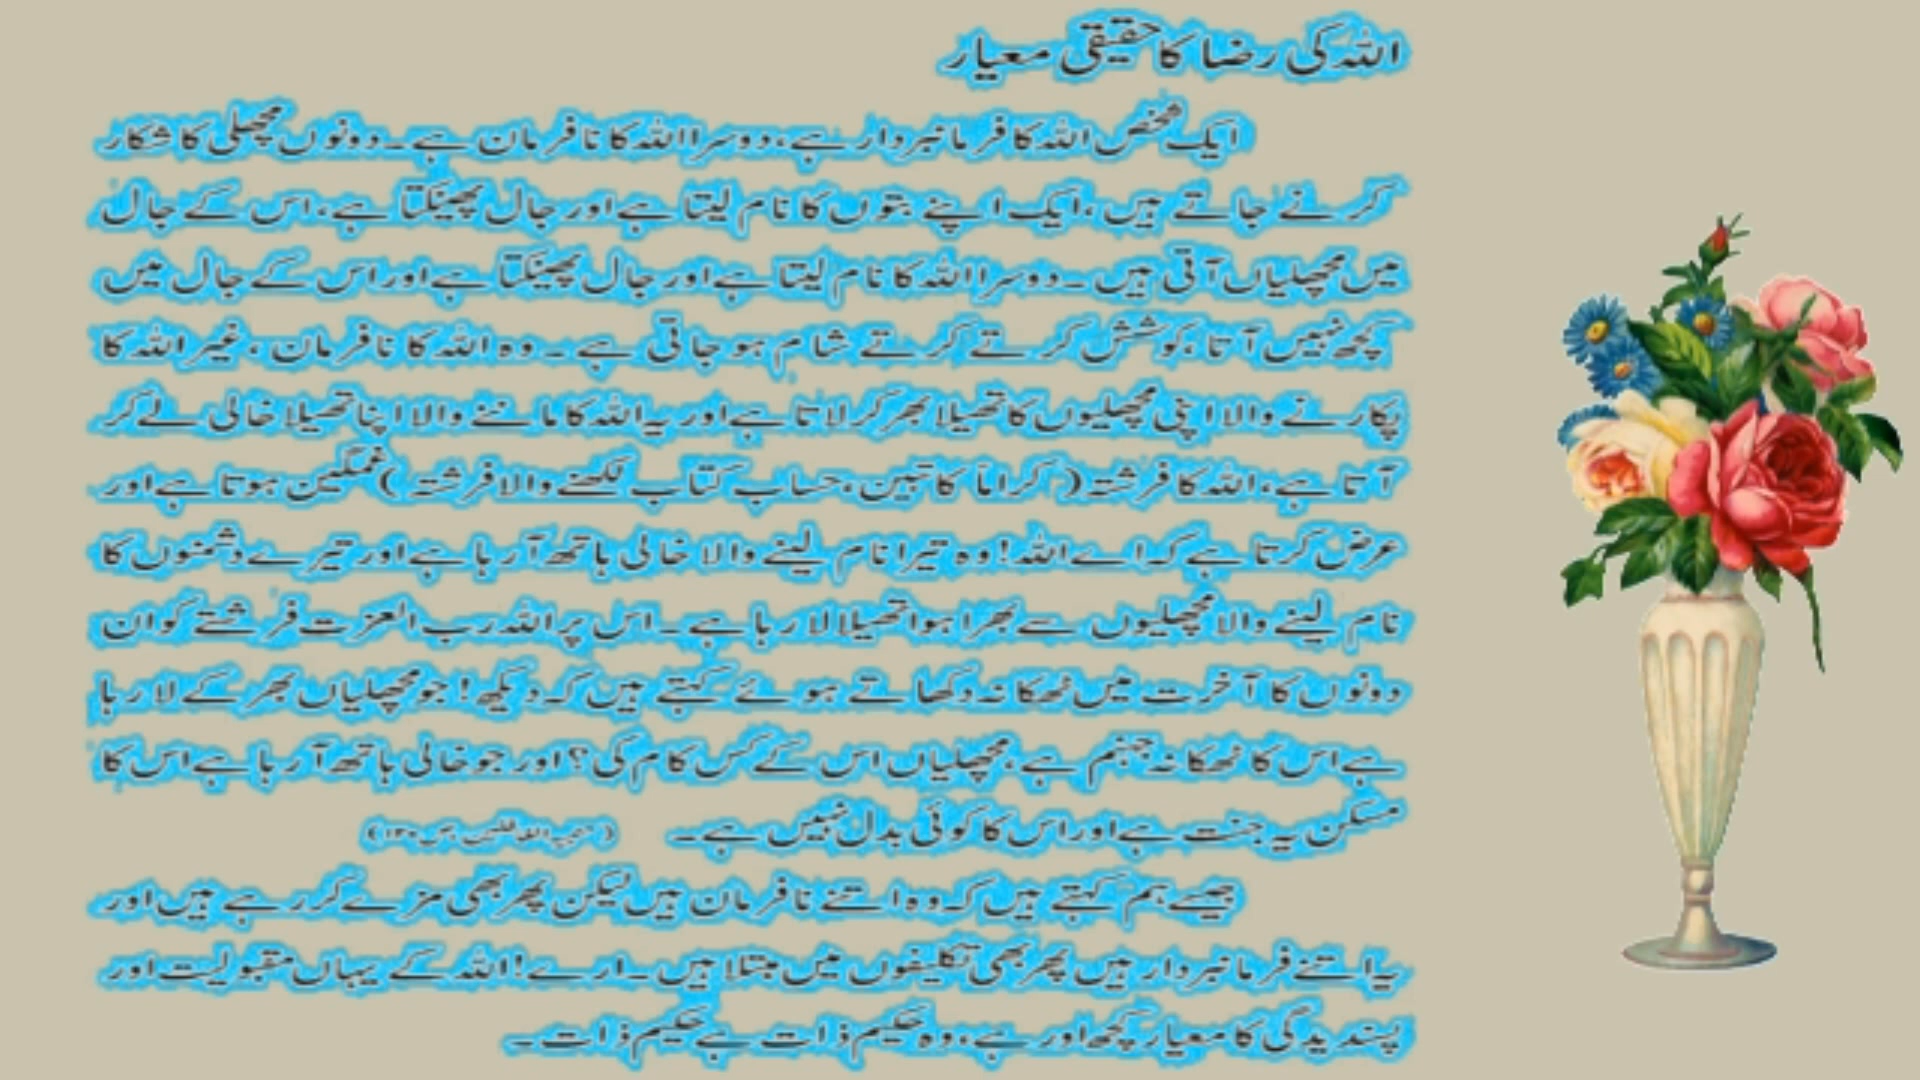 اللہ کی رضا کا حقیقی معیار
ایک شخص اللہ کا فرمانبردار ہے، دوسرا اللہ کا نافرمان ہے۔ دونوں مچھلی کا شکار
کرنے جاتے ہیں، ایک اپنے بتوں کا نام لیتا ہے اور جال پھینکتا ہے، اس کے جال
میں مچھلیاں آتی ہیں۔ دوسرا اللہ کا نام لیتا ہے اور جال پھینکتا ہے اور اس کے جال میں
کچھ نہیں آتا، کوشش کرتے کرتے شام ہو جاتی ہے۔ وہ اللہ کا نافرمان، غیر اللہ کا
پکارنے والا اپنی مچھلیوں کا تھیلا بھر کر لاتا ہے اور یہ اللہ کا ماننے والا اپنا تھیلا خالی لے کر
آتا ہے، اللہ کا فرشتہ (کراماً کاتبین، حساب کتاب لکھنے والا فرشتہ) غمگین ہوتا ہے اور
عرض کرتا ہے کہ اے اللہ! وہ تیرا نام لینے والا خالی ہاتھ آ رہا ہے اور تیرے دشمنوں کا
نام لینے والا مچھلیوں سے بھرا ہوا تھیلا لا رہا ہے۔ اس پر اللہ رب العزت فرشتے کو ان
دونوں کا آخرت میں ٹھکانہ دکھاتے ہوئے کہتے ہیں کہ دیکھ! جو مچھلیاں بھر کے لا رہا
ہے اس کا ٹھکانہ جہنم ہے، مچھلیاں اس کے کس کام کی؟ اور جو خالی ہاتھ آ رہا ہے اس کا
مسکن یہ جنت ہے اور اس کا کوئی بدل نہیں ہے۔
جیسے ہم کہتے ہیں کہ وہ اتنے نافرمان ہیں لیکن پھر بھی مزے کر رہے ہیں اور
یہ اتنے فرمانبردار ہیں پھر بھی تکلیفوں میں مبتلا ہیں۔ ارے! اللہ کے یہاں مقبولیت اور
پسندیدگی کا معیار کچھ اور ہے، وہ حکیم ذات ہے حکیم ذات۔